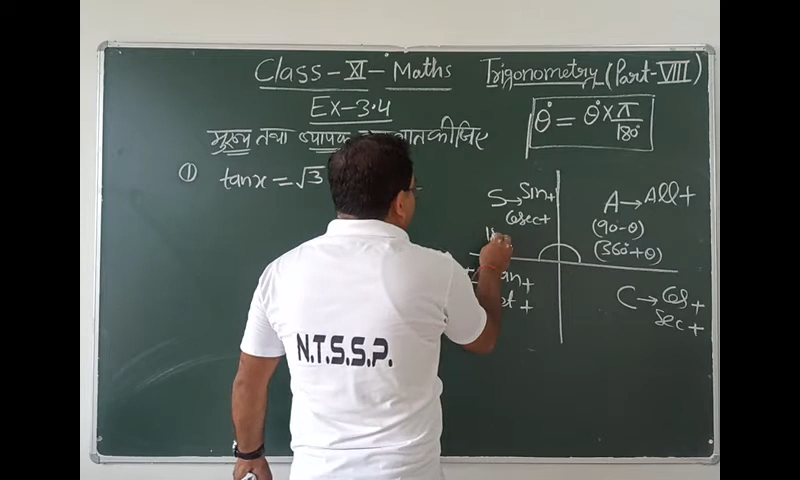 Class-XI-Maths Trigonometry (Part-VIII)
Ex-3.4
θ° = θ° × π/180°
मुख्य तथा व्यापक ज्ञात कीजिए
① tanx = √3
S → Sin+
Cosec+
A → All+
(90-θ)
(360°+θ)
C → Cos+
Sec+
N.T.S.S.P.